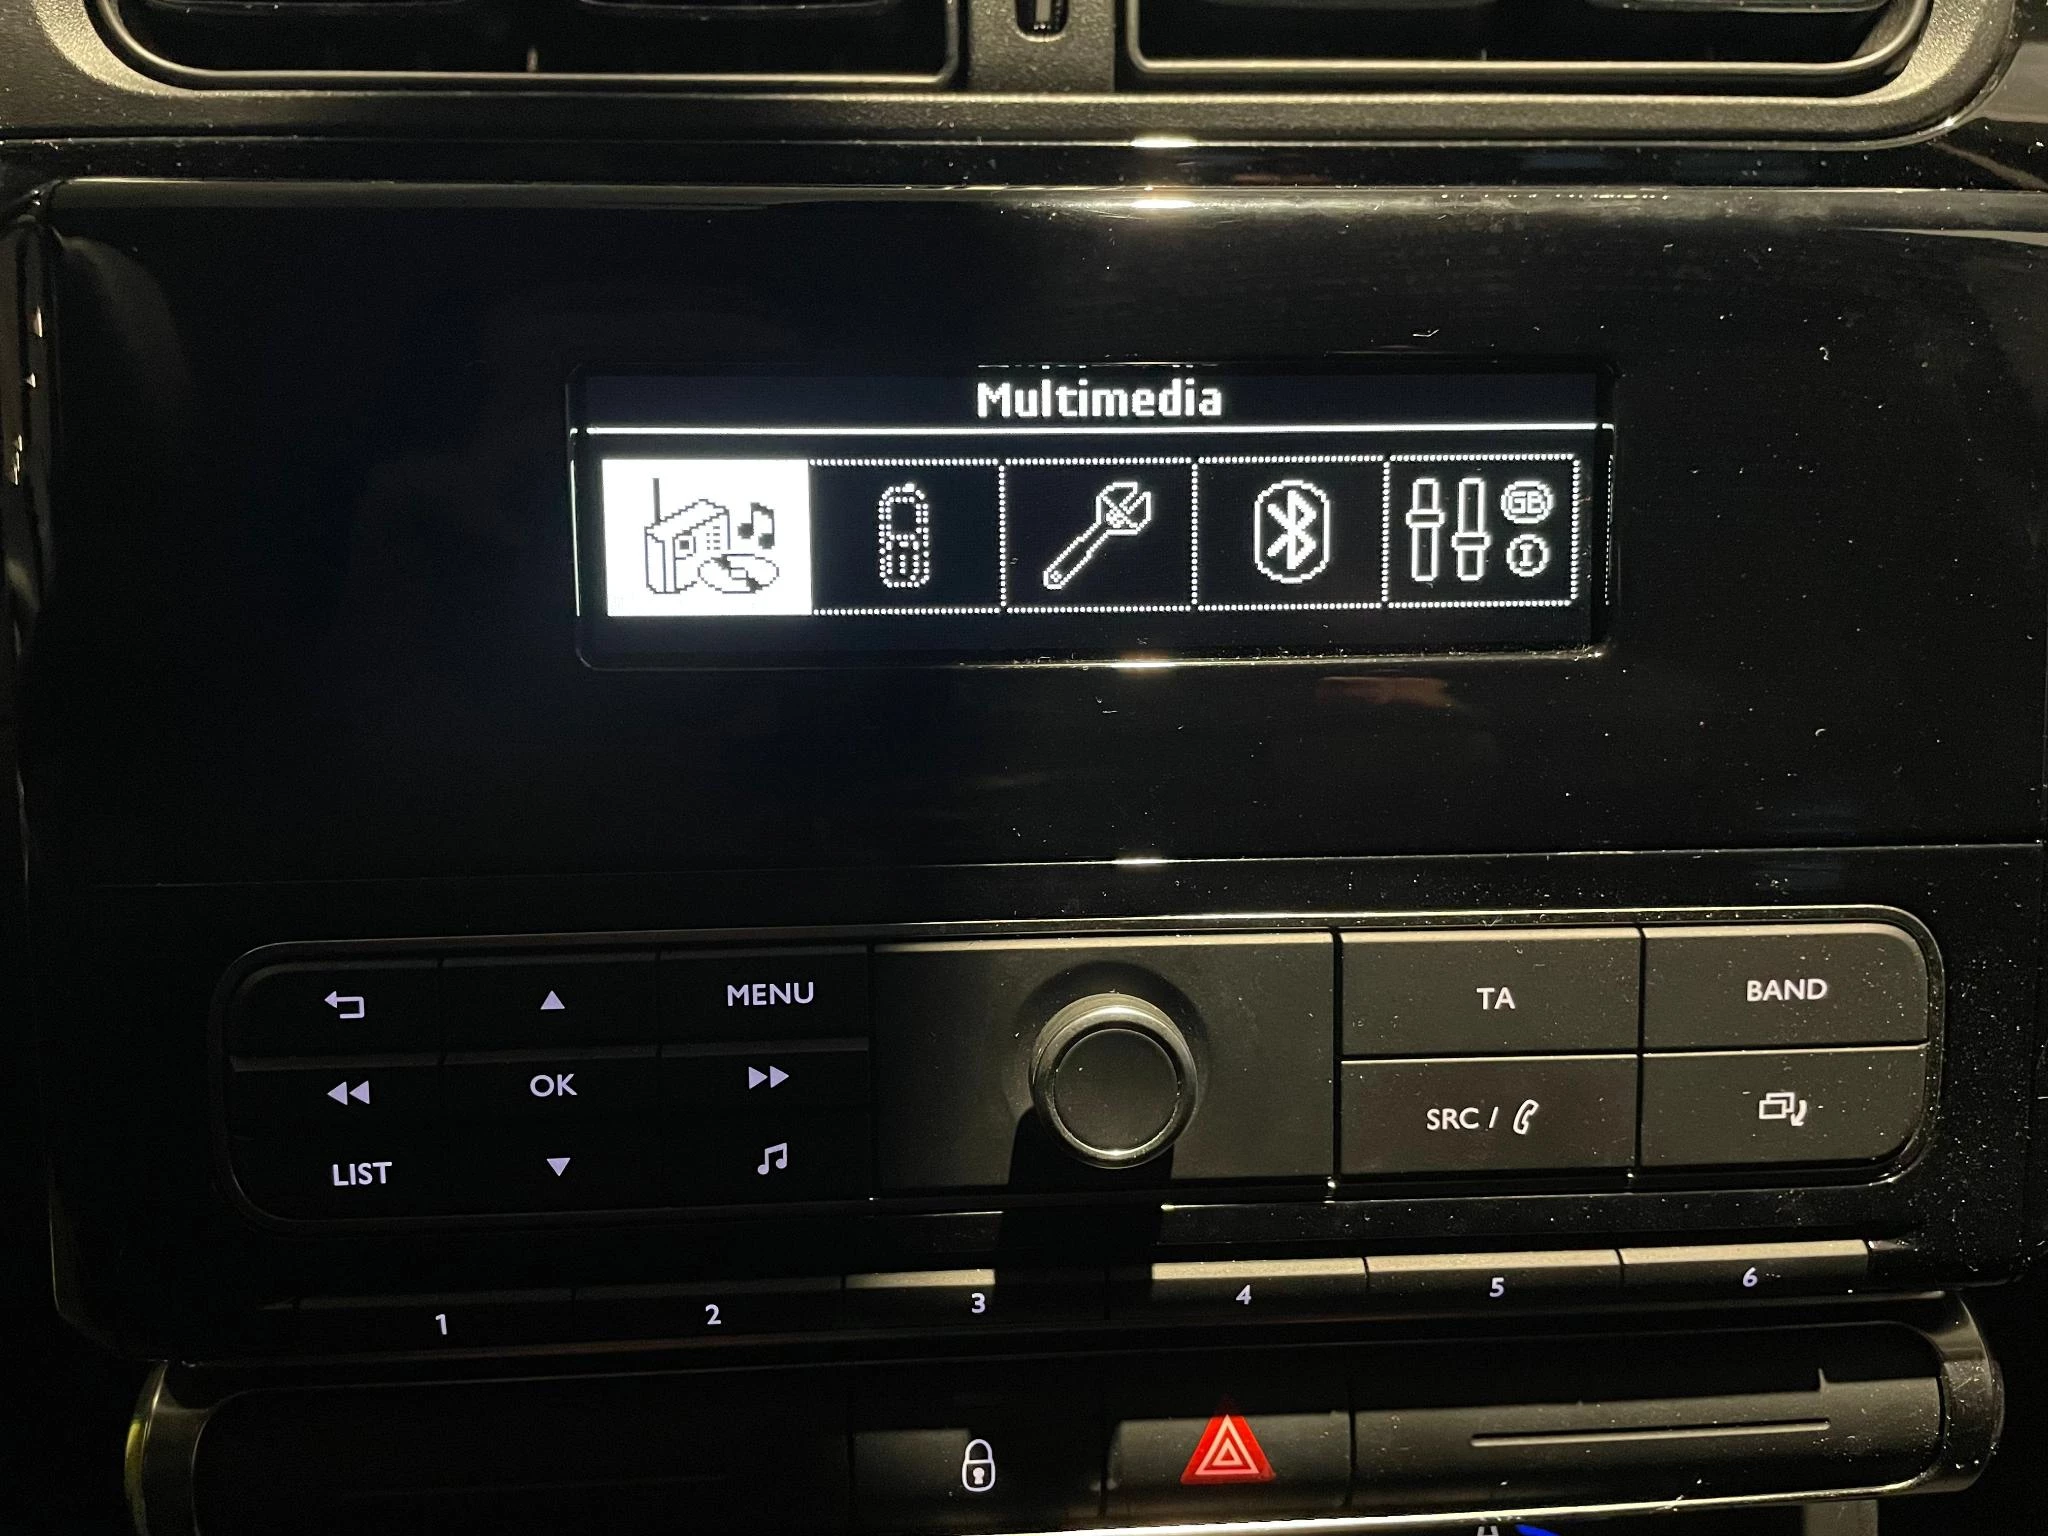 Multimedia
GB
I
MENU
TA
BAND
OK
SRC /
LIST
1
2
3
4
5
6